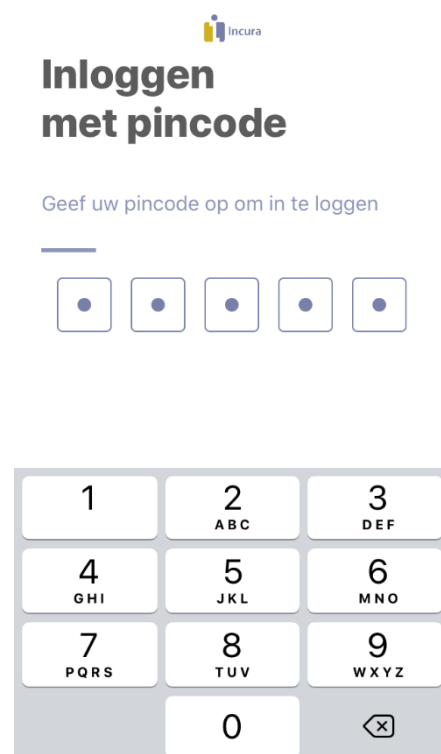 Incura
Inloggen
met pincode
Geef uw pincode op om in te loggen
1 2 3
ABC DEF
4 5 6
GHI JKL MNO
7 8 9
PQRS TUV WXYZ
0